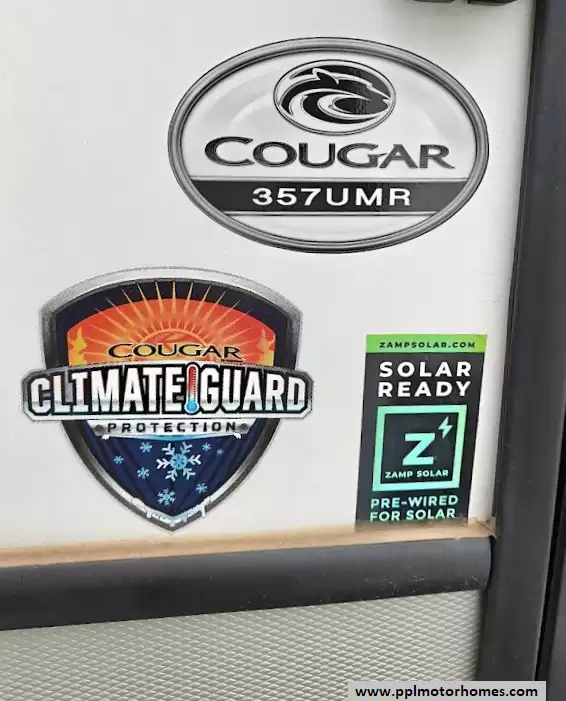 COUGAR
357UMR
COUGAR
CLIMATE GUARD
PROTECTION
ZAMPSOLAR.COM
SOLAR
READY
Z
ZAMP SOLAR
PRE-WIRED
FOR SOLAR
www.pplmotorhomes.com